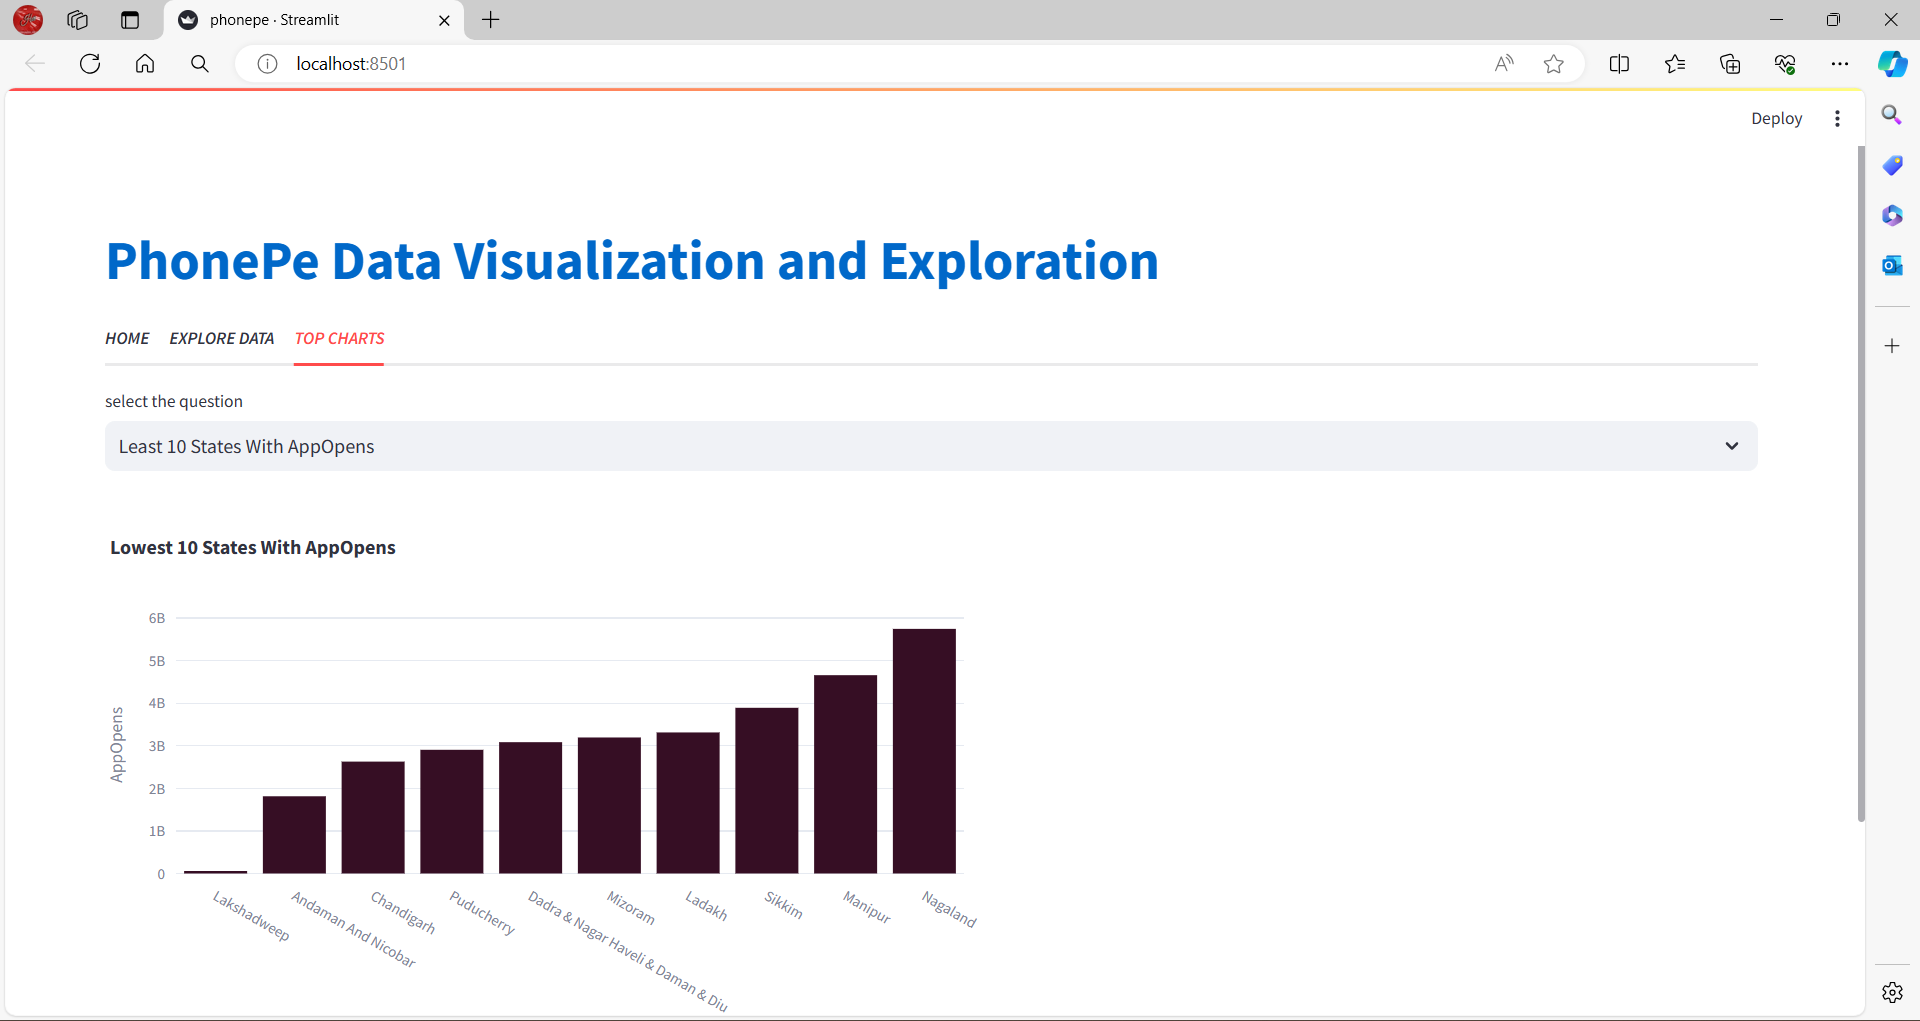 phonepe · Streamlit
localhost:8501
Deploy
PhonePe Data Visualization and Exploration
HOME EXPLORE DATA TOP CHARTS
select the question
Least 10 States With AppOpens
Lowest 10 States With AppOpens
AppOpens
6B
5B
4B
3B
2B
1B
0
Lakshadweep
Andaman And Nicobar
Chandigarh
Puducherry
Dadra & Nagar Haveli & Daman & Diu
Mizoram
Ladakh
Sikkim
Manipur
Nagaland